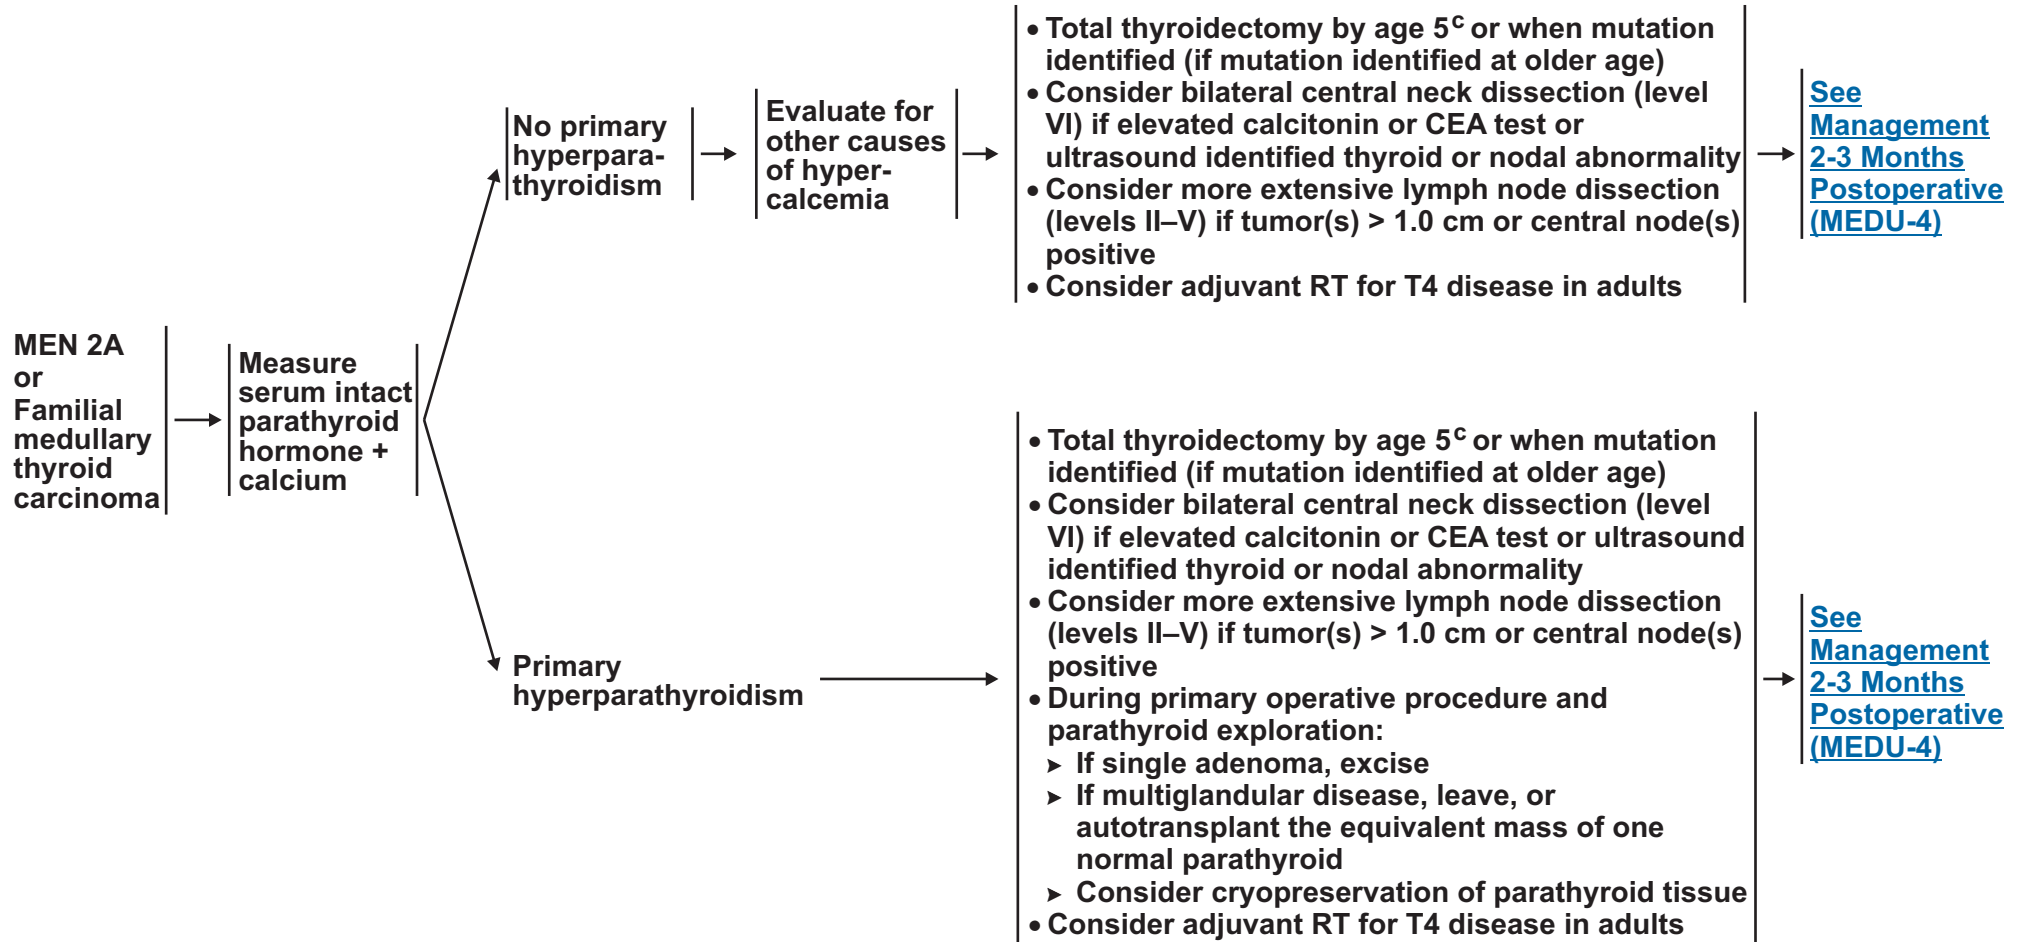 MEN 2A
or
Familial
medullary
thyroid
carcinoma
Measure
serum intact
parathyroid
hormone +
calcium
No primary
hyperpara-
thyroidism
Evaluate for
other causes
of hyper-
calcemia
• Total thyroidectomy by age 5c or when mutation
identified (if mutation identified at older age)
• Consider bilateral central neck dissection (level
VI) if elevated calcitonin or CEA test or
ultrasound identified thyroid or nodal abnormality
• Consider more extensive lymph node dissection
(levels II–V) if tumor(s) > 1.0 cm or central node(s)
positive
• Consider adjuvant RT for T4 disease in adults
See
Management
2-3 Months
Postoperative
(MEDU-4)
Primary
hyperparathyroidism
• Total thyroidectomy by age 5c or when mutation
identified (if mutation identified at older age)
• Consider bilateral central neck dissection (level
VI) if elevated calcitonin or CEA test or ultrasound
identified thyroid or nodal abnormality
• Consider more extensive lymph node dissection
(levels II–V) if tumor(s) > 1.0 cm or central node(s)
positive
• During primary operative procedure and
parathyroid exploration:
➤ If single adenoma, excise
➤ If multiglandular disease, leave, or
autotransplant the equivalent mass of one
normal parathyroid
➤ Consider cryopreservation of parathyroid tissue
• Consider adjuvant RT for T4 disease in adults
See
Management
2-3 Months
Postoperative
(MEDU-4)